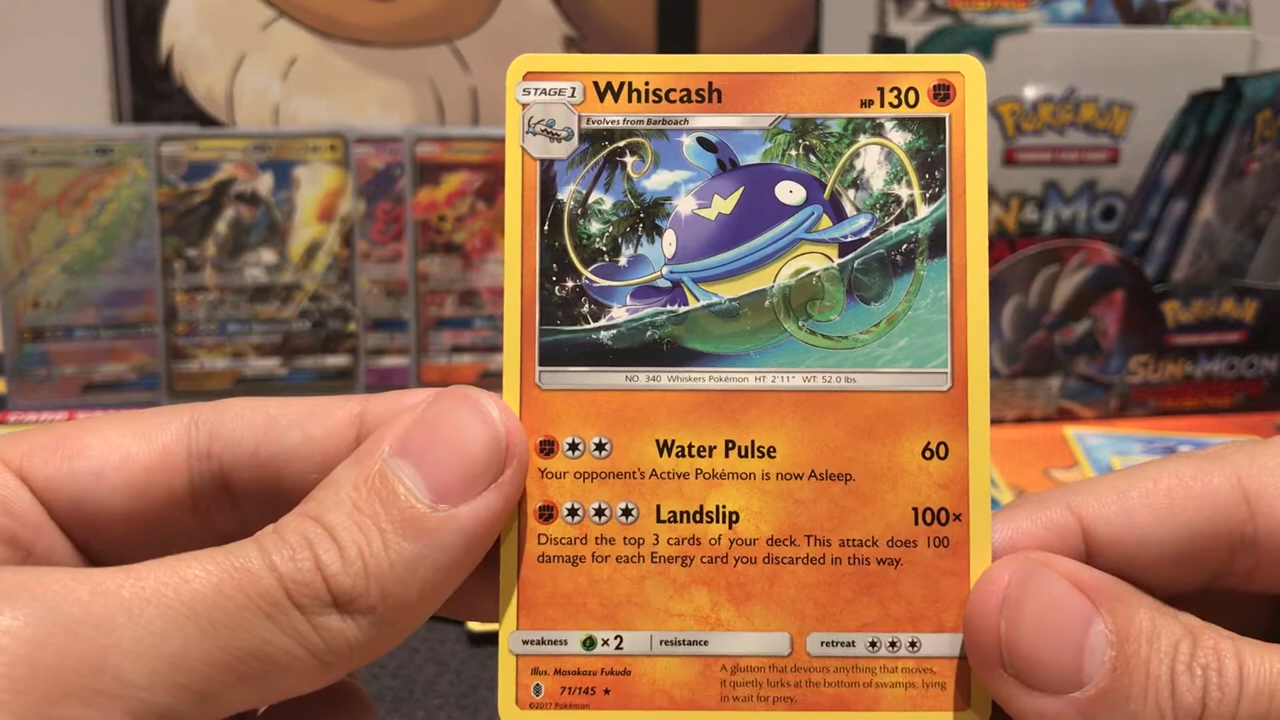 STAGE1 Whiscash HP 130
Evolves from Barboach
NO. 340 Whiskers Pokémon HT: 2'11" WT: 52.0 lbs.
Water Pulse 60
Your opponent's Active Pokémon is now Asleep.
Landslip 100×
Discard the top 3 cards of your deck. This attack does 100
damage for each Energy card you discarded in this way.
weakness ×2 resistance retreat
Illus. Masakazu Fukuda
71/145 ★
©2017 Pokémon
A glutton that devours anything that moves,
it quietly lurks at the bottom of swamps, lying
in wait for prey.
Pokémon
N & MO
Pokémon
SUN & MOON